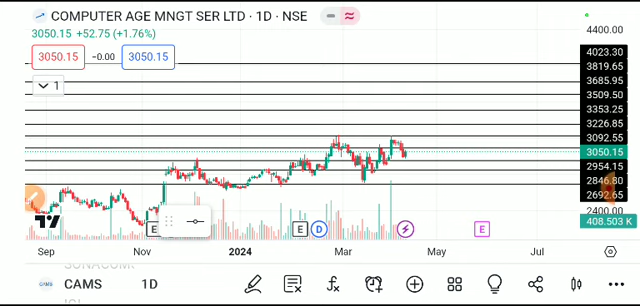 COMPUTER AGE MNGT SER LTD · 1D · NSE
3050.15 +52.75 (+1.76%)
3050.15 −0.00 3050.15
1
4400.00
4023.30
3819.65
3685.95
3509.50
3353.25
3226.85
3092.55
3050.15
2954.15
2846.80
2692.65
2400.00
408.503 K
E
E
D
E
Sep Nov 2024 Mar May Jul
CAMS 1D